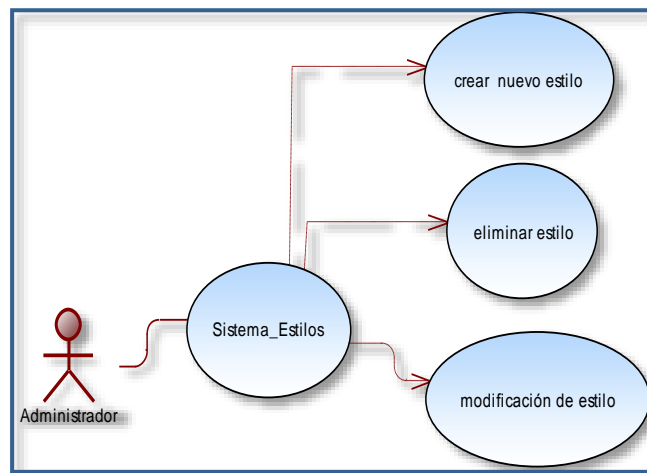 crear nuevo estilo
eliminar estilo
Sistema_Estilos
modificación de estilo
Administrador